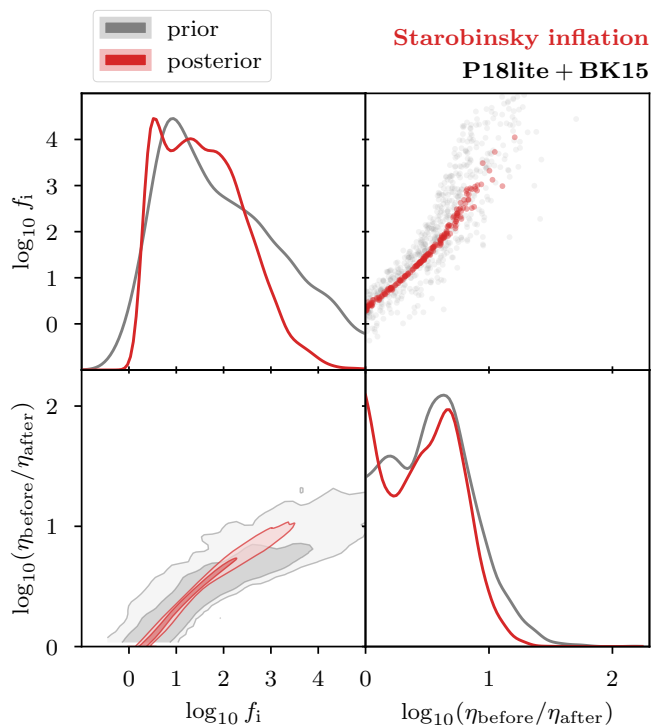 prior
posterior
Starobinsky inflation
P18lite + BK15
log₁₀ fᵢ
4
3
2
1
0
log₁₀(η_before/η_after)
2
1
0
0 1 2 3 4
log₁₀ fᵢ
0 1 2
log₁₀(η_before/η_after)